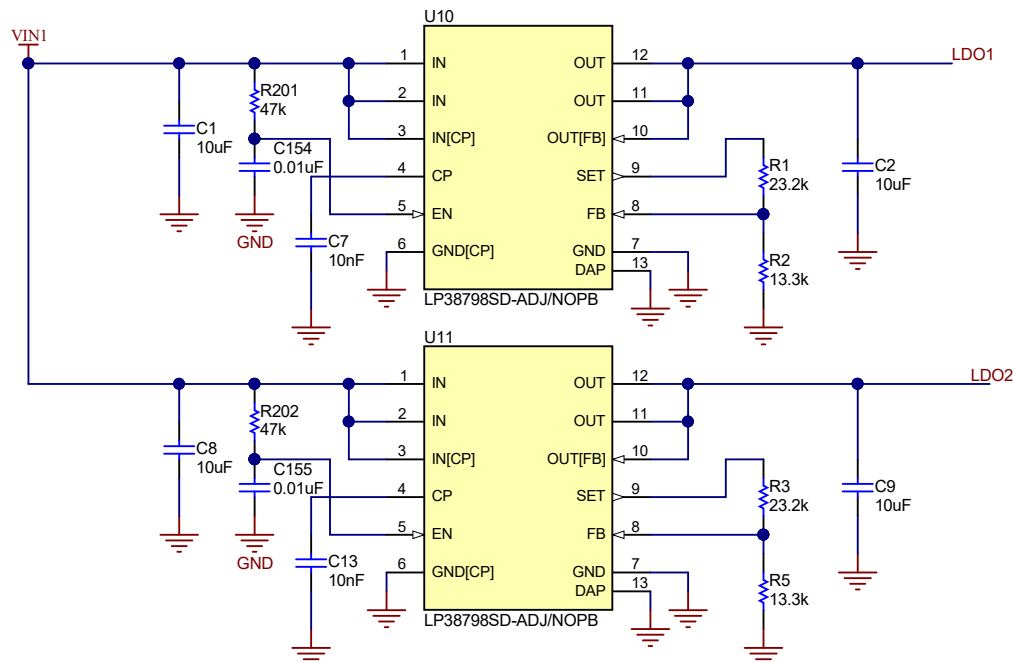 U10
VIN1
1 IN OUT 12 LDO1
R201
47k
2 IN OUT 11
C1
10uF
3 IN[CP] OUT[FB] 10
C154
0.01uF
4 CP SET 9
R1
23.2k
C2
10uF
5 EN FB 8
GND
C7
10nF
6 GND[CP] GND 7
DAP 13
R2
13.3k
LP38798SD-ADJ/NOPB
U11
1 IN OUT 12 LDO2
R202
47k
2 IN OUT 11
C8
10uF
3 IN[CP] OUT[FB] 10
C155
0.01uF
4 CP SET 9
R3
23.2k
C9
10uF
5 EN FB 8
GND
C13
10nF
6 GND[CP] GND 7
DAP 13
R5
13.3k
LP38798SD-ADJ/NOPB